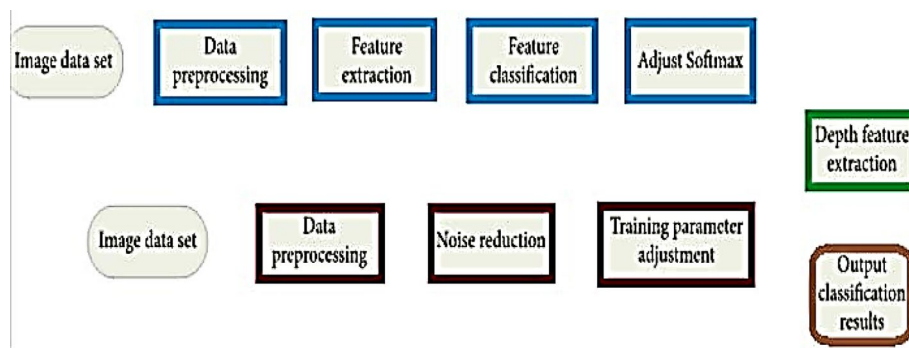 Image data set
Data
preprocessing
Feature
extraction
Feature
classification
Adjust Softmax
Depth feature
extraction
Image data set
Data
preprocessing
Noise reduction
Training parameter
adjustment
Output
classification
results